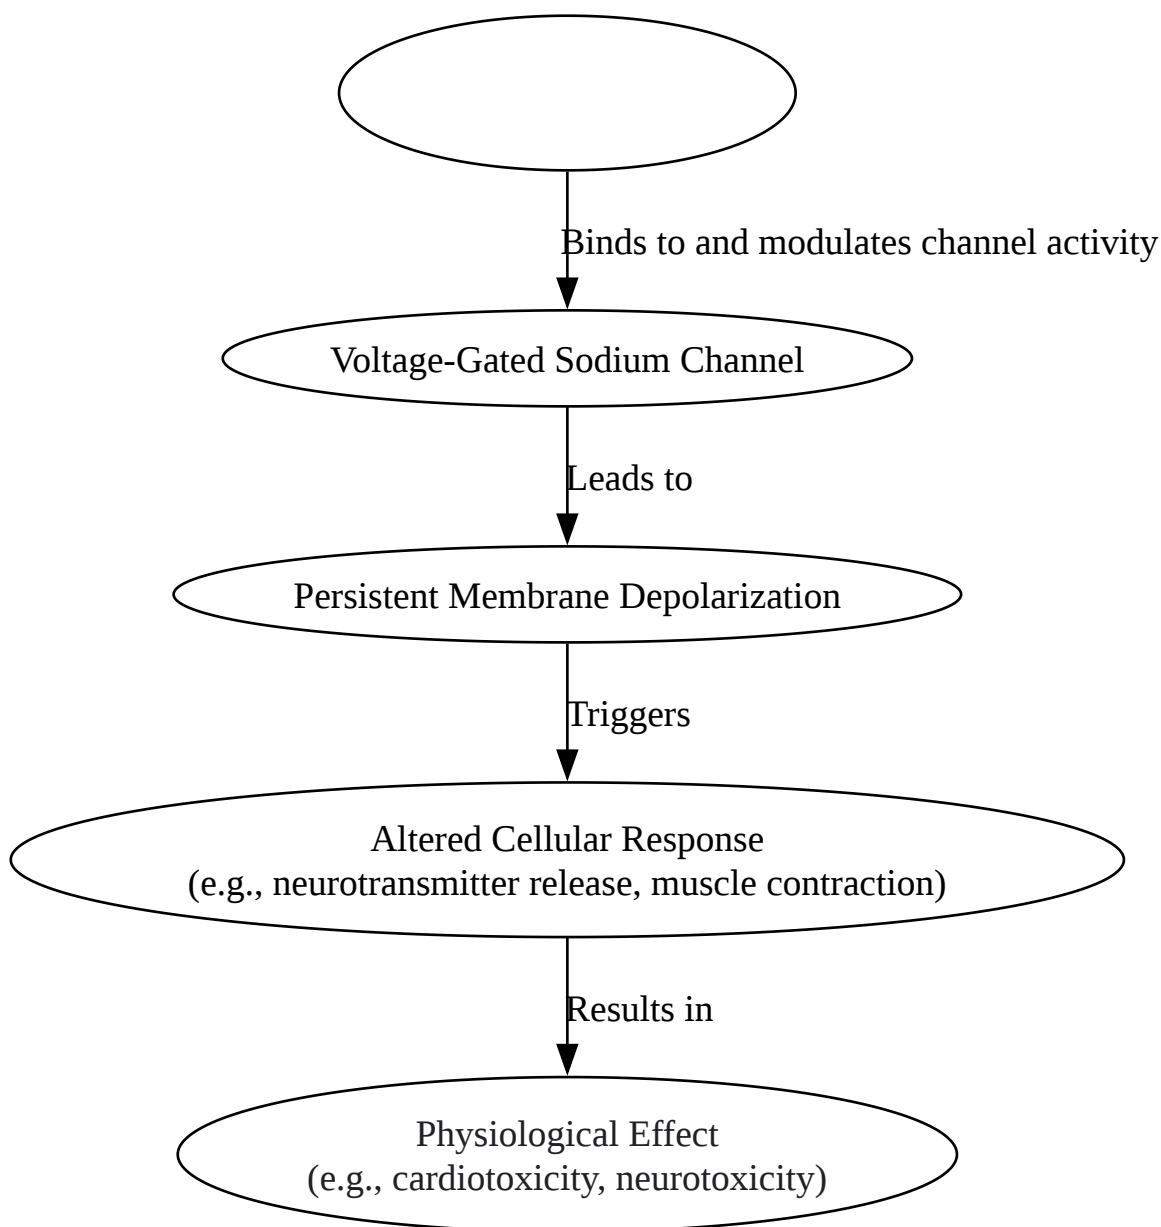 Binds to and modulates channel activity
Voltage-Gated Sodium Channel
Leads to
Persistent Membrane Depolarization
Triggers
Altered Cellular Response
(e.g., neurotransmitter release, muscle contraction)
Results in
Physiological Effect
(e.g., cardiotoxicity, neurotoxicity)